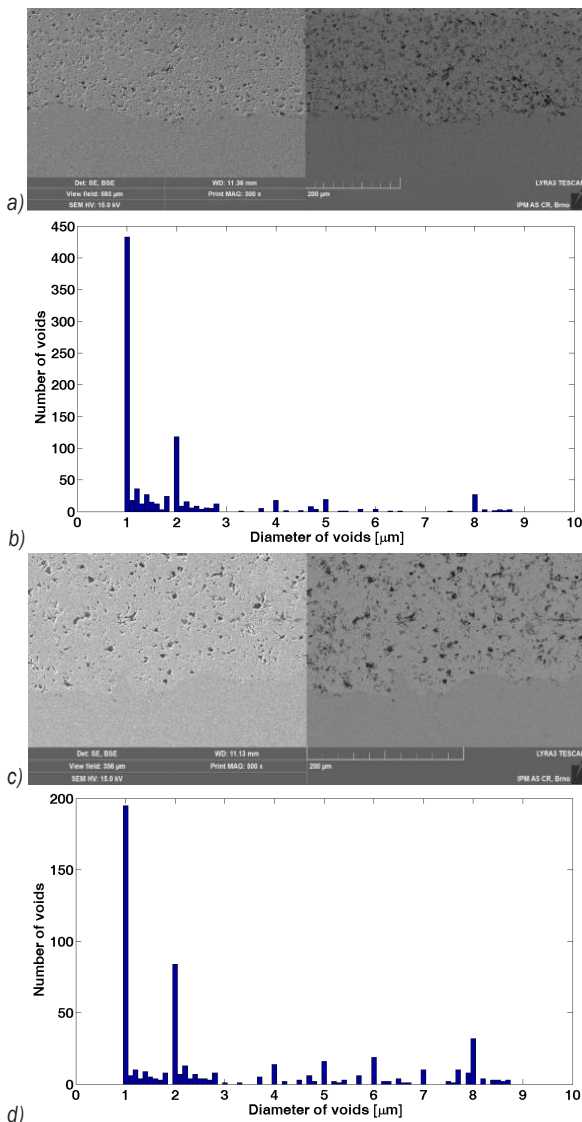 Det: SE, BSE WD: 11.36 mm LYRA3 TESCAN
View field: 593 µm Print MAG: 300 x 200 µm
SEM HV: 15.0 kV IPM AS CR, Brno
a)
450
400
350
300
250
200
150
100
50
0
Number of voids
0 1 2 3 4 5 6 7 8 9 10
Diameter of voids [µm]
b)
Det: SE, BSE WD: 11.13 mm LYRA3 TESCAN
View field: 356 µm Print MAG: 500 x 200 µm
SEM HV: 15.0 kV IPM AS CR, Brno
c)
200
150
100
50
0
Number of voids
0 1 2 3 4 5 6 7 8 9 10
Diameter of voids [µm]
d)